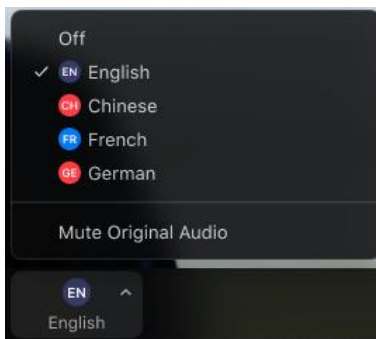 Off
EN English
CH Chinese
FR French
GE German
Mute Original Audio
EN
English